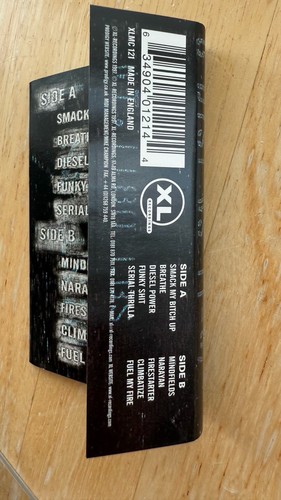 SIDE A
SMACK
BREATHE
DIESEL
FUNKY
SERIAL
SIDE B
MIND
NARA
FIRES
CLIM
FUEL
6 34904 01214 4
XLMC 121 MADE IN ENGLAND
XL
RECORDINGS
SIDE A
SMACK MY BITCH UP
BREATHE
DIESEL POWER
FUNKY SHIT
SERIAL THRILLA
SIDE B
MINDFIELDS
NARAYAN
FIRESTARTER
CLIMBATIZE
FUEL MY FIRE